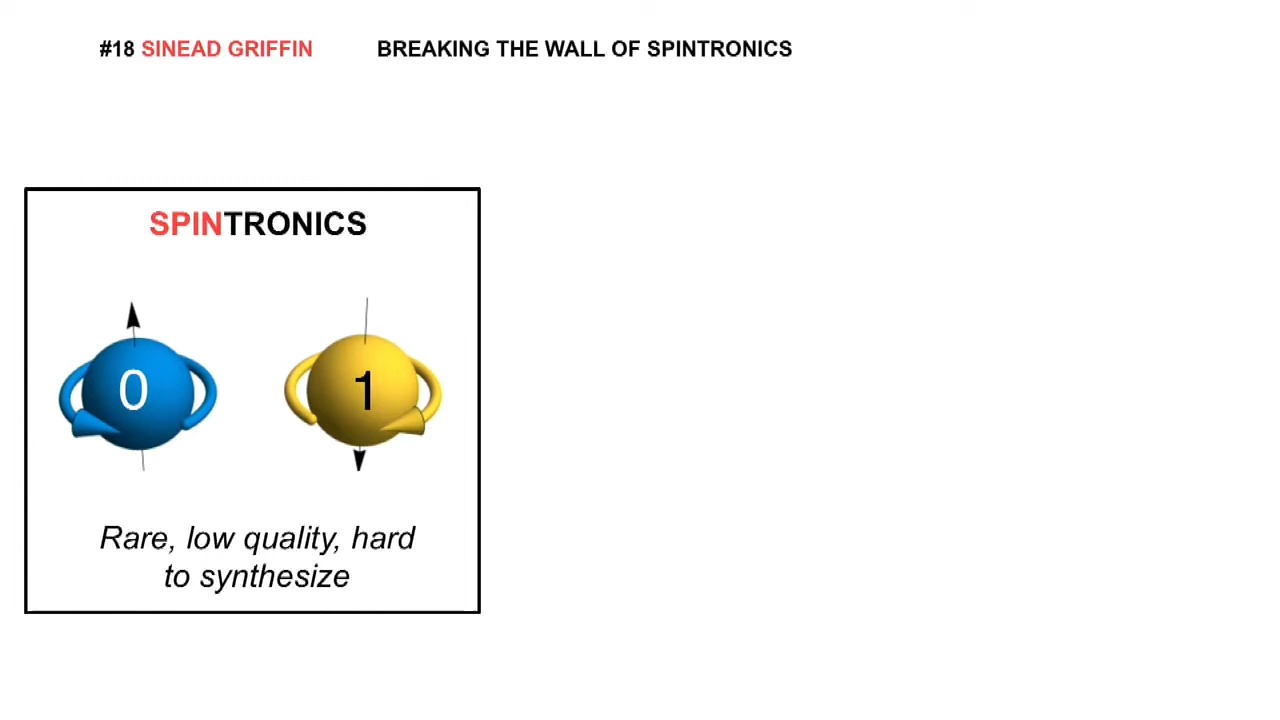 #18 SINEAD GRIFFIN BREAKING THE WALL OF SPINTRONICS
SPINTRONICS
0 1
Rare, low quality, hard
to synthesize